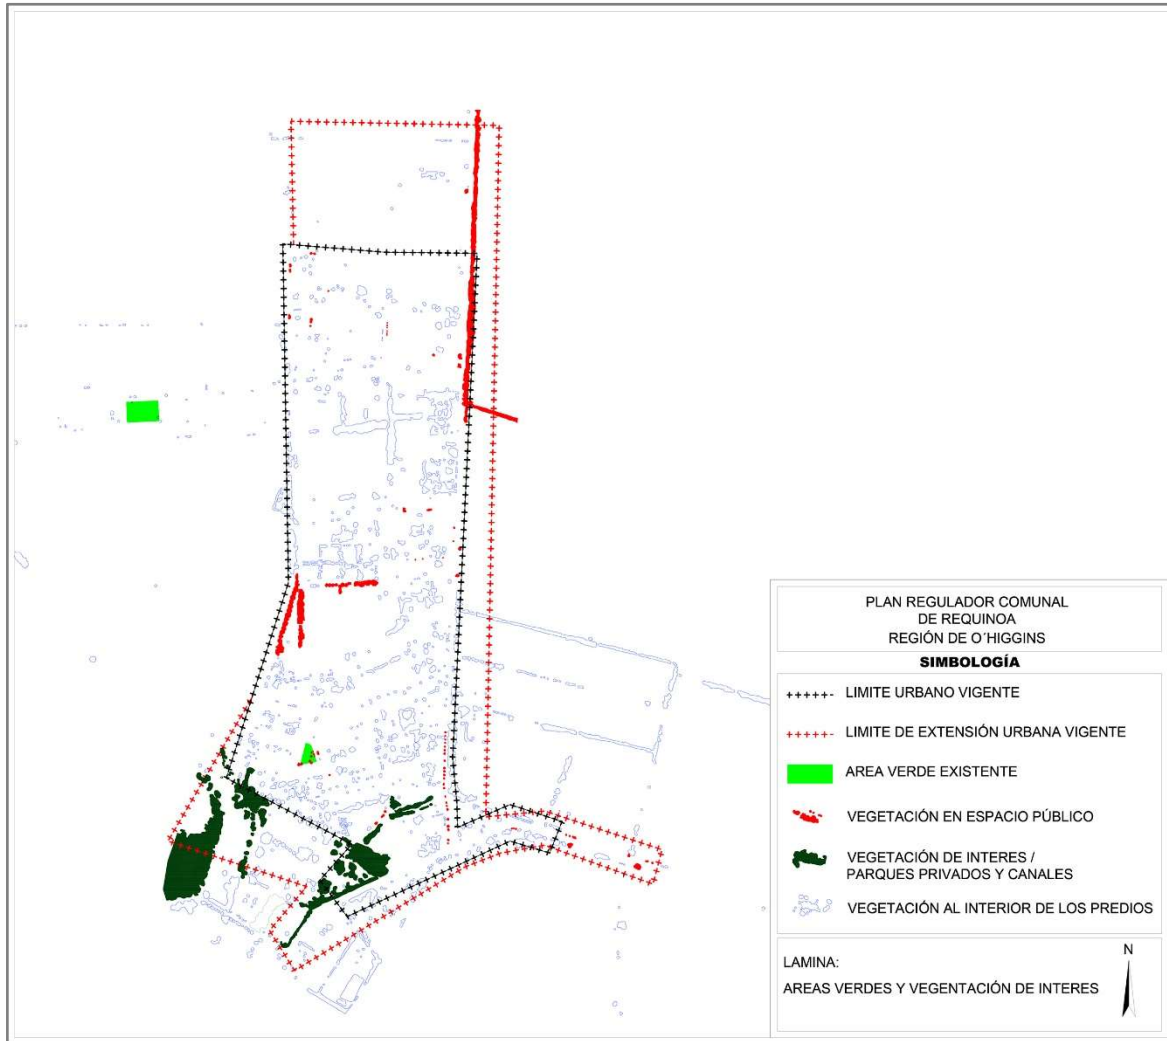 PLAN REGULADOR COMUNAL
DE REQUINOA
REGIÓN DE O´HIGGINS
SIMBOLOGÍA
LIMITE URBANO VIGENTE
LIMITE DE EXTENSIÓN URBANA VIGENTE
AREA VERDE EXISTENTE
VEGETACIÓN EN ESPACIO PÚBLICO
VEGETACIÓN DE INTERES /
PARQUES PRIVADOS Y CANALES
VEGETACIÓN AL INTERIOR DE LOS PREDIOS
LAMINA:
N
AREAS VERDES Y VEGENTACIÓN DE INTERES